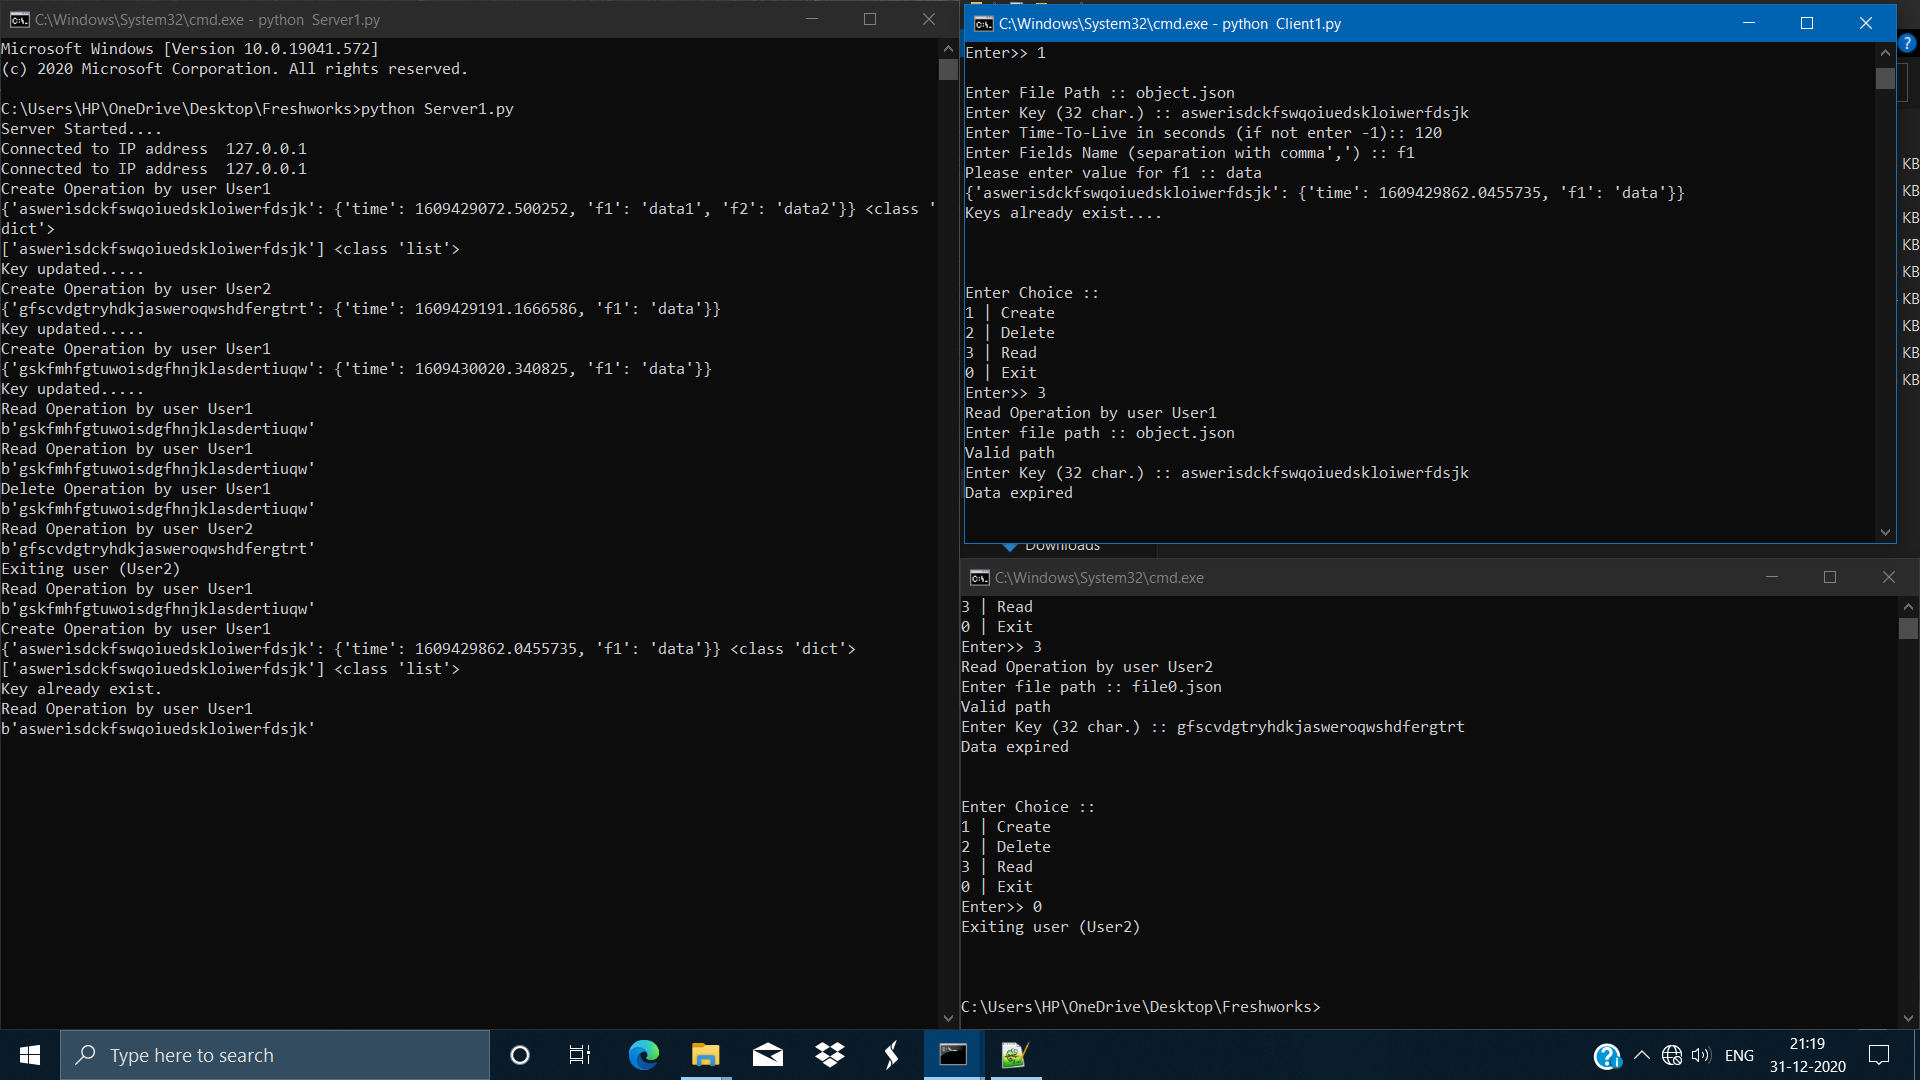 C:\Windows\System32\cmd.exe - python  Server1.py
Microsoft Windows [Version 10.0.19041.572]
(c) 2020 Microsoft Corporation. All rights reserved.
C:\Users\HP\OneDrive\Desktop\Freshworks>python Server1.py
Server Started....
Connected to IP address  127.0.0.1
Connected to IP address  127.0.0.1
Create Operation by user User1
{'aswerisdckfswqoiuedskloiwerfdsjk': {'time': 1609429072.500252, 'f1': 'data1', 'f2': 'data2'}} <class '
dict'>
['aswerisdckfswqoiuedskloiwerfdsjk'] <class 'list'>
Key updated.....
Create Operation by user User2
{'gfscvdgtryhdkjasweroqwshdfergtrt': {'time': 1609429191.1666586, 'f1': 'data'}}
Key updated.....
Create Operation by user User1
{'gskfmhfgtuwoisdgfhnjklasdertiuqw': {'time': 1609430020.340825, 'f1': 'data'}}
Key updated.....
Read Operation by user User1
b'gskfmhfgtuwoisdgfhnjklasdertiuqw'
Read Operation by user User1
b'gskfmhfgtuwoisdgfhnjklasdertiuqw'
Delete Operation by user User1
b'gskfmhfgtuwoisdgfhnjklasdertiuqw'
Read Operation by user User2
b'gfscvdgtryhdkjasweroqwshdfergtrt'
Exiting user (User2)
Read Operation by user User1
b'gskfmhfgtuwoisdgfhnjklasdertiuqw'
Create Operation by user User1
{'aswerisdckfswqoiuedskloiwerfdsjk': {'time': 1609429862.0455735, 'f1': 'data'}} <class 'dict'>
['aswerisdckfswqoiuedskloiwerfdsjk'] <class 'list'>
Key already exist.
Read Operation by user User1
b'aswerisdckfswqoiuedskloiwerfdsjk'
C:\Windows\System32\cmd.exe - python  Client1.py
Enter>> 1
Enter File Path :: object.json
Enter Key (32 char.) :: aswerisdckfswqoiuedskloiwerfdsjk
Enter Time-To-Live in seconds (if not enter -1):: 120
Enter Fields Name (separation with comma',') :: f1
Please enter value for f1 :: data
{'aswerisdckfswqoiuedskloiwerfdsjk': {'time': 1609429862.0455735, 'f1': 'data'}}
Keys already exist....
Enter Choice ::
1 | Create
2 | Delete
3 | Read
0 | Exit
Enter>> 3
Read Operation by user User1
Enter file path :: object.json
Valid path
Enter Key (32 char.) :: aswerisdckfswqoiuedskloiwerfdsjk
Data expired
KB
KB
KB
KB
KB
KB
KB
KB
KB
Downloads
C:\Windows\System32\cmd.exe
3 | Read
0 | Exit
Enter>> 3
Read Operation by user User2
Enter file path :: file0.json
Valid path
Enter Key (32 char.) :: gfscvdgtryhdkjasweroqwshdfergtrt
Data expired
Enter Choice ::
1 | Create
2 | Delete
3 | Read
0 | Exit
Enter>> 0
Exiting user (User2)
C:\Users\HP\OneDrive\Desktop\Freshworks>
Type here to search
ENG
21:19
31-12-2020